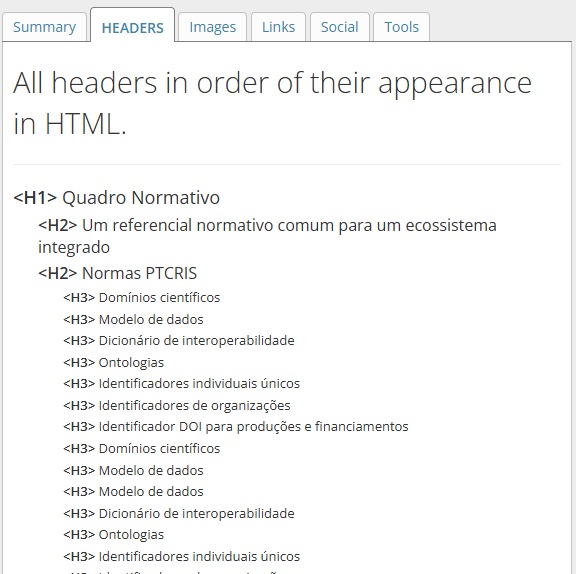 Summary HEADERS Images Links Social Tools
All headers in order of their appearance
in HTML.
<H1> Quadro Normativo
<H2> Um referencial normativo comum para um ecossistema
integrado
<H2> Normas PTCRIS
<H3> Domínios científicos
<H3> Modelo de dados
<H3> Dicionário de interoperabilidade
<H3> Ontologias
<H3> Identificadores individuais únicos
<H3> Identificadores de organizações
<H3> Identificador DOI para produções e financiamentos
<H3> Domínios científicos
<H3> Modelo de dados
<H3> Modelo de dados
<H3> Dicionário de interoperabilidade
<H3> Ontologias
<H3> Identificadores individuais únicos